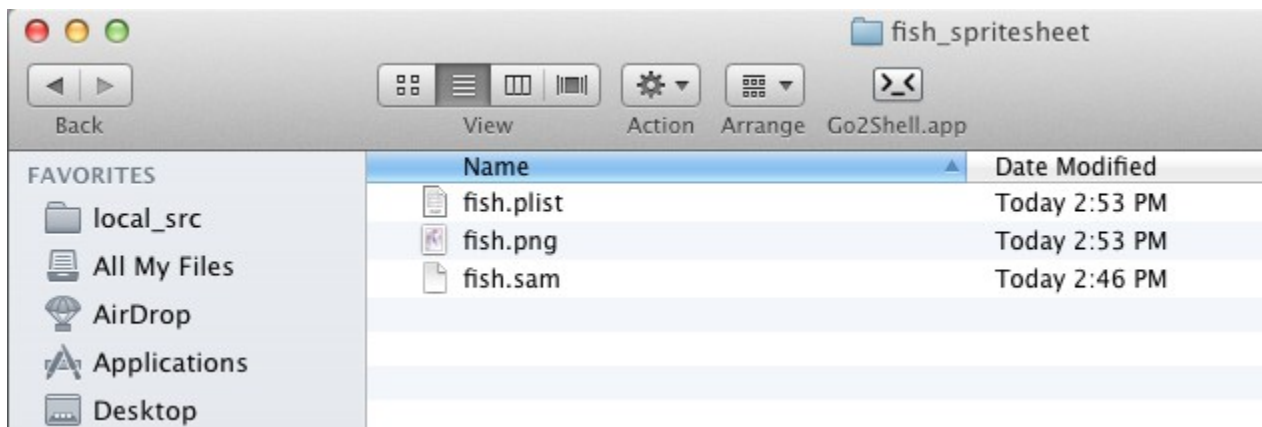 fish_spritesheet
Back View Action Arrange Go2Shell.app
FAVORITES
local_src
All My Files
AirDrop
Applications
Desktop
Name Date Modified
fish.plist Today 2:53 PM
fish.png Today 2:53 PM
fish.sam Today 2:46 PM